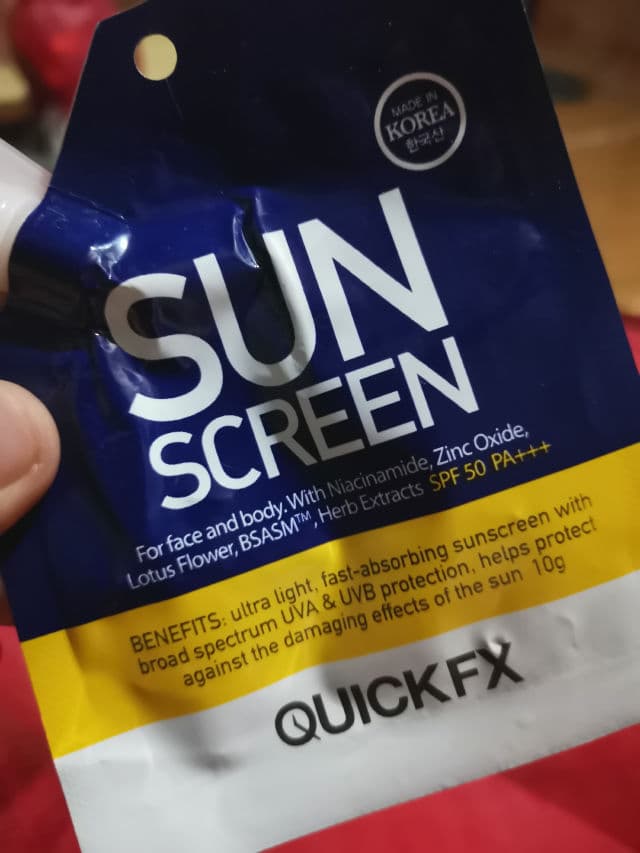 MADE IN
KOREA
한국산
SUN
SCREEN
For face and body. With Niacinamide, Zinc Oxide,
Lotus Flower, BSASM™, Herb Extracts SPF 50 PA+++
BENEFITS: ultra light, fast-absorbing sunscreen with
broad spectrum UVA & UVB protection, helps protect
against the damaging effects of the sun 10g
QUICKFX